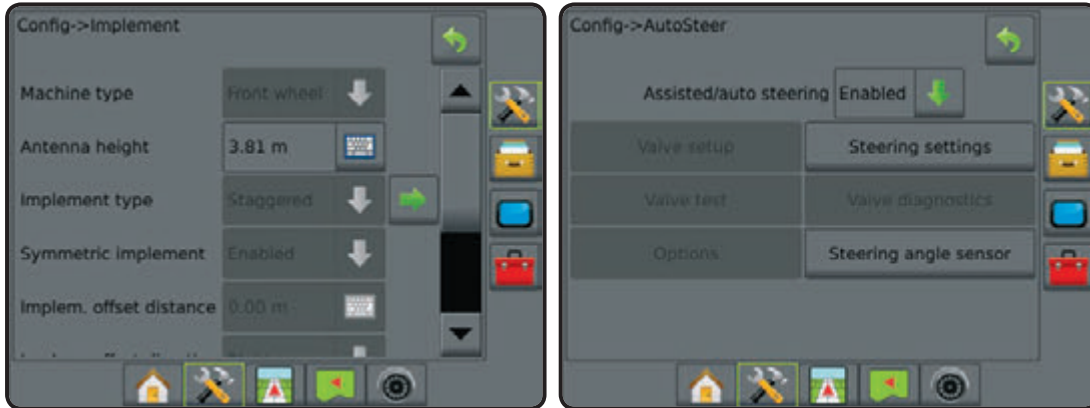 Config->Implement
Machine type Front wheel
Antenna height 3.81 m
Implement type Staggered
Symmetric implement Enabled
Implem. offset distance 0.00 m
Config->AutoSteer
Assisted/auto steering Enabled
Valve setup Steering settings
Valve test Valve diagnostics
Options Steering angle sensor